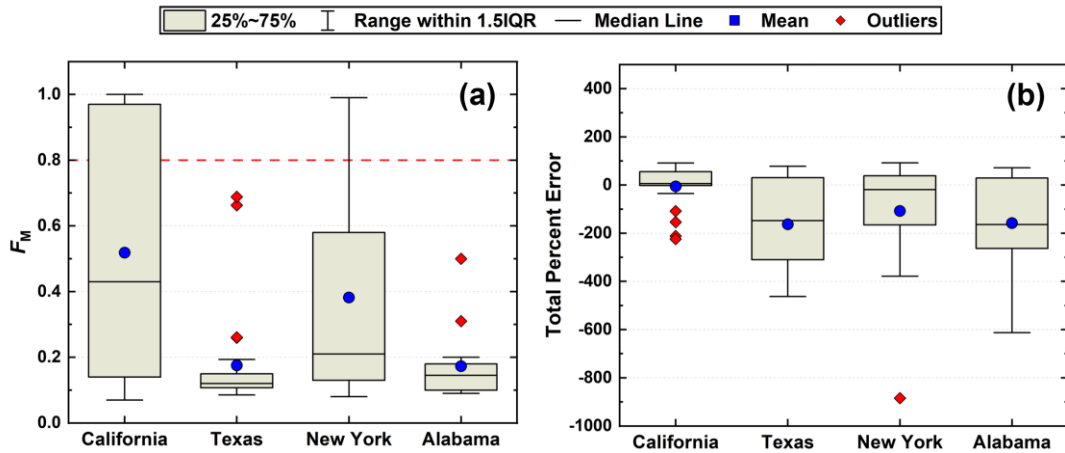 25%~75% Range within 1.5IQR Median Line Mean Outliers
(a)
F_M
1.0
0.8
0.6
0.4
0.2
0.0
California Texas New York Alabama
(b)
Total Percent Error
400
200
0
-200
-400
-600
-800
-1000
California Texas New York Alabama